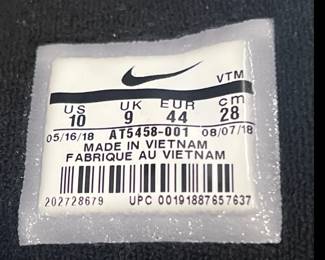 VTM
US UK EUR cm
10 9 44 28
05/16/18 AT5458-001 08/07/18
MADE IN VIETNAM
FABRIQUE AU VIETNAM
202728679 UPC 00191887657637